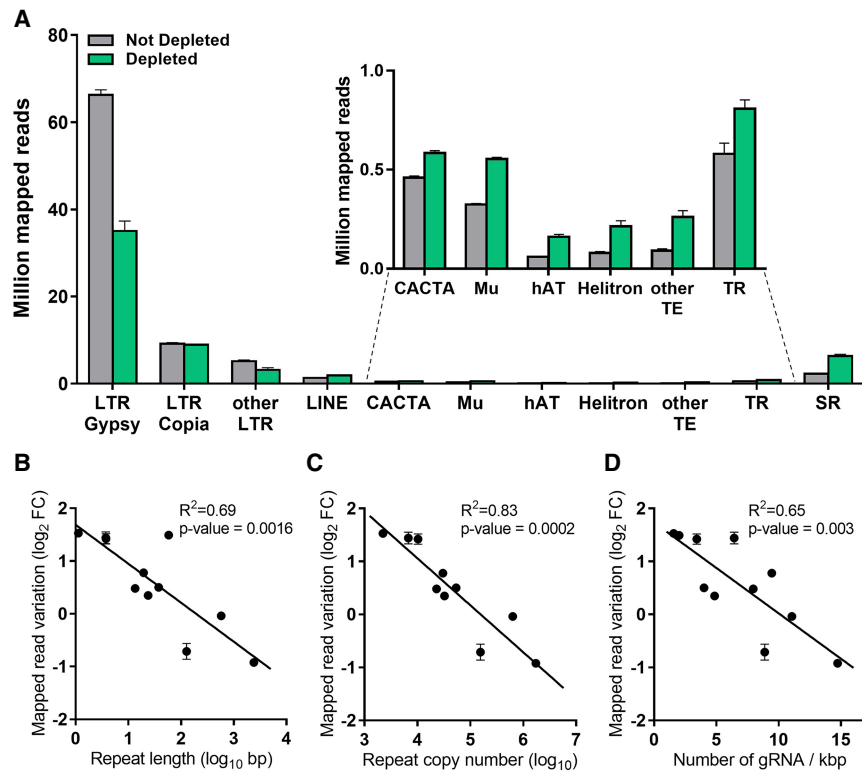 A
Not Depleted
Depleted
Million mapped reads
80
60
40
20
0
LTR Gypsy
LTR Copia
other LTR
LINE
CACTA
Mu
hAT
Helitron
other TE
TR
SR
Million mapped reads
1.0
0.5
0.0
CACTA
Mu
hAT
Helitron
other TE
TR
B
Mapped read variation (log2 FC)
2
1
0
-1
-2
R2=0.69
p-value = 0.0016
0 1 2 3 4
Repeat length (log10 bp)
C
Mapped read variation (log2 FC)
2
1
0
-1
-2
R2=0.83
p-value = 0.0002
3 4 5 6 7
Repeat copy number (log10)
D
Mapped read variation (log2 FC)
2
1
0
-1
-2
R2=0.65
p-value = 0.003
0 5 10 15
Number of gRNA / kbp